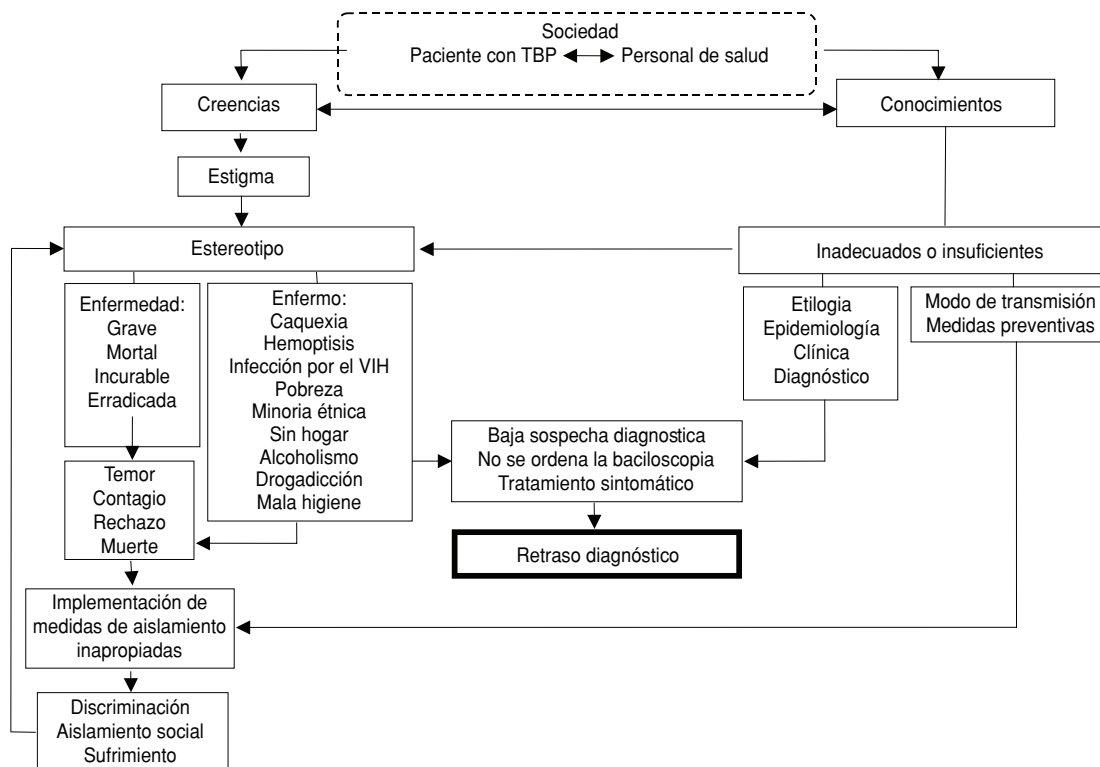 Sociedad
Paciente con TBP Personal de salud
Creencias
Conocimientos
Estigma
Estereotipo
Inadecuados o insuficientes
Enfermedad:
Grave
Mortal
Incurable
Erradicada
Enfermo:
Caquexia
Hemoptisis
Infección por el VIH
Pobreza
Minoria étnica
Sin hogar
Alcoholismo
Drogadicción
Mala higiene
Etilogia
Epidemiología
Clínica
Diagnóstico
Modo de transmisión
Medidas preventivas
Baja sospecha diagnostica
No se ordena la baciloscopia
Tratamiento sintomático
Temor
Contagio
Rechazo
Muerte
Retraso diagnóstico
Implementación de
medidas de aislamiento
inapropiadas
Discriminación
Aislamiento social
Sufrimiento